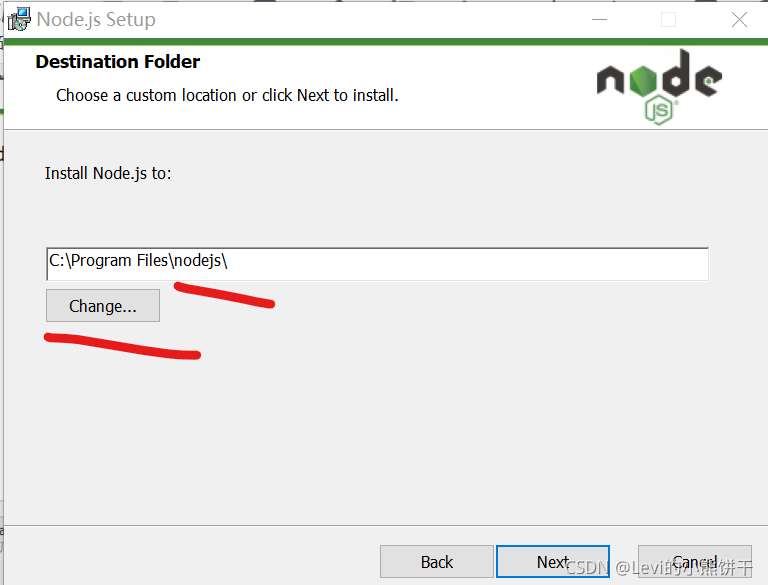 Node.js Setup
Destination Folder
Choose a custom location or click Next to install.
node
JS
Install Node.js to:
C:\Program Files\nodejs\
Change...
Back
Next
Cancel
CSDN @Levi的小熊饼干